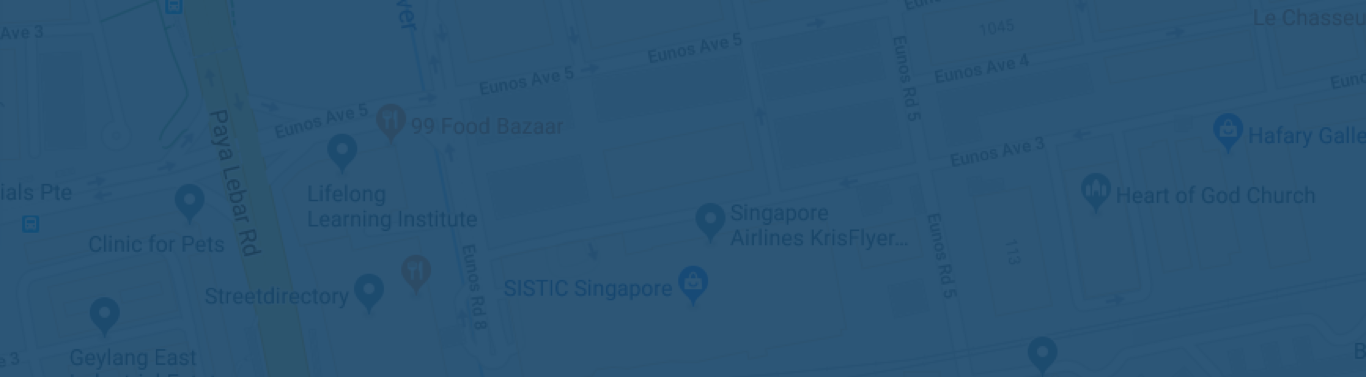 Ave 3
Eunos Ave 5
Eunos Ave 5
Eunos Ave 5
1045
Le Chasseu
Eunos Rd 5
Eunos Ave 4
Paya Lebar Rd
99 Food Bazaar
Eunos Ave 3
Hafary Galle
ials Pte
Lifelong
Learning Institute
Heart of God Church
Clinic for Pets
Singapore
Airlines KrisFlyer...
Eunos Rd 5
113
Streetdirectory
Eunos Rd 8
SISTIC Singapore
Geylang East
e 3